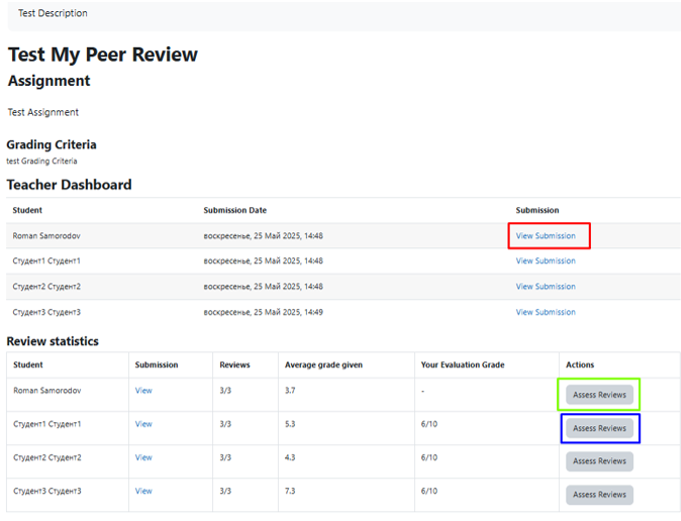 Test Description
Test My Peer Review
Assignment
Test Assignment
Grading Criteria
test Grading Criteria
Teacher Dashboard
Student Submission Date Submission
Roman Samorodov воскресенье, 25 Май 2025, 14:48 View Submission
Студент1 Студент1 воскресенье, 25 Май 2025, 14:48 View Submission
Студент2 Студент2 воскресенье, 25 Май 2025, 14:48 View Submission
Студент3 Студент3 воскресенье, 25 Май 2025, 14:49 View Submission
Review statistics
Student Submission Reviews Average grade given Your Evaluation Grade Actions
Roman Samorodov View 3/3 3.7 - Assess Reviews
Студент1 Студент1 View 3/3 5.3 6/10 Assess Reviews
Студент2 Студент2 View 3/3 4.3 6/10 Assess Reviews
Студент3 Студент3 View 3/3 7.3 6/10 Assess Reviews